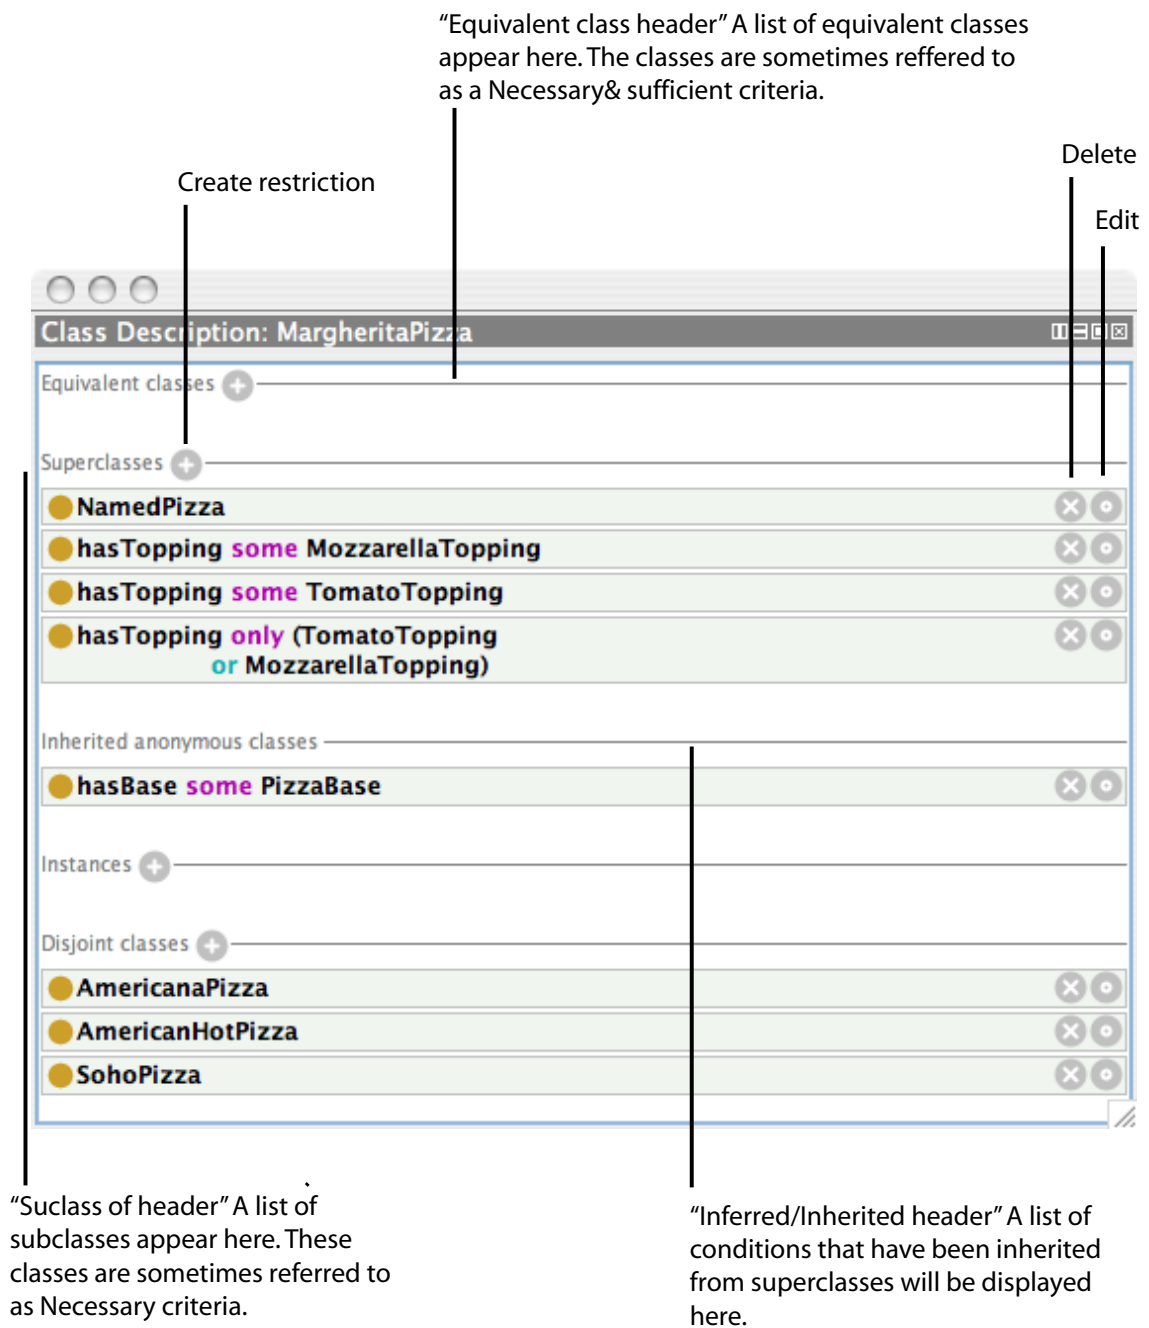 “Equivalent class header” A list of equivalent classes
appear here. The classes are sometimes reffered to
as a Necessary& sufficient criteria.
Delete
Create restriction
Edit
Class Description: MargheritaPizza
Equivalent classes
Superclasses
NamedPizza
hasTopping some MozzarellaTopping
hasTopping some TomatoTopping
hasTopping only (TomatoTopping
or MozzarellaTopping)
Inherited anonymous classes
hasBase some PizzaBase
Instances
Disjoint classes
AmericanaPizza
AmericanHotPizza
SohoPizza
“Suclass of header” A list of
subclasses appear here. These
classes are sometimes referred to
as Necessary criteria.
“Inferred/Inherited header” A list of
conditions that have been inherited
from superclasses will be displayed
here.